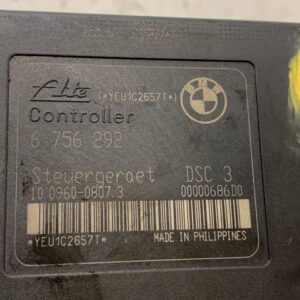 Ate (*YEU1C2657T*) BMW
Controller
6 756 292
Steuergeraet DSC 3
10.0960-0807.3 00000686D0
*YEU1C2657T* MADE IN PHILIPPINES